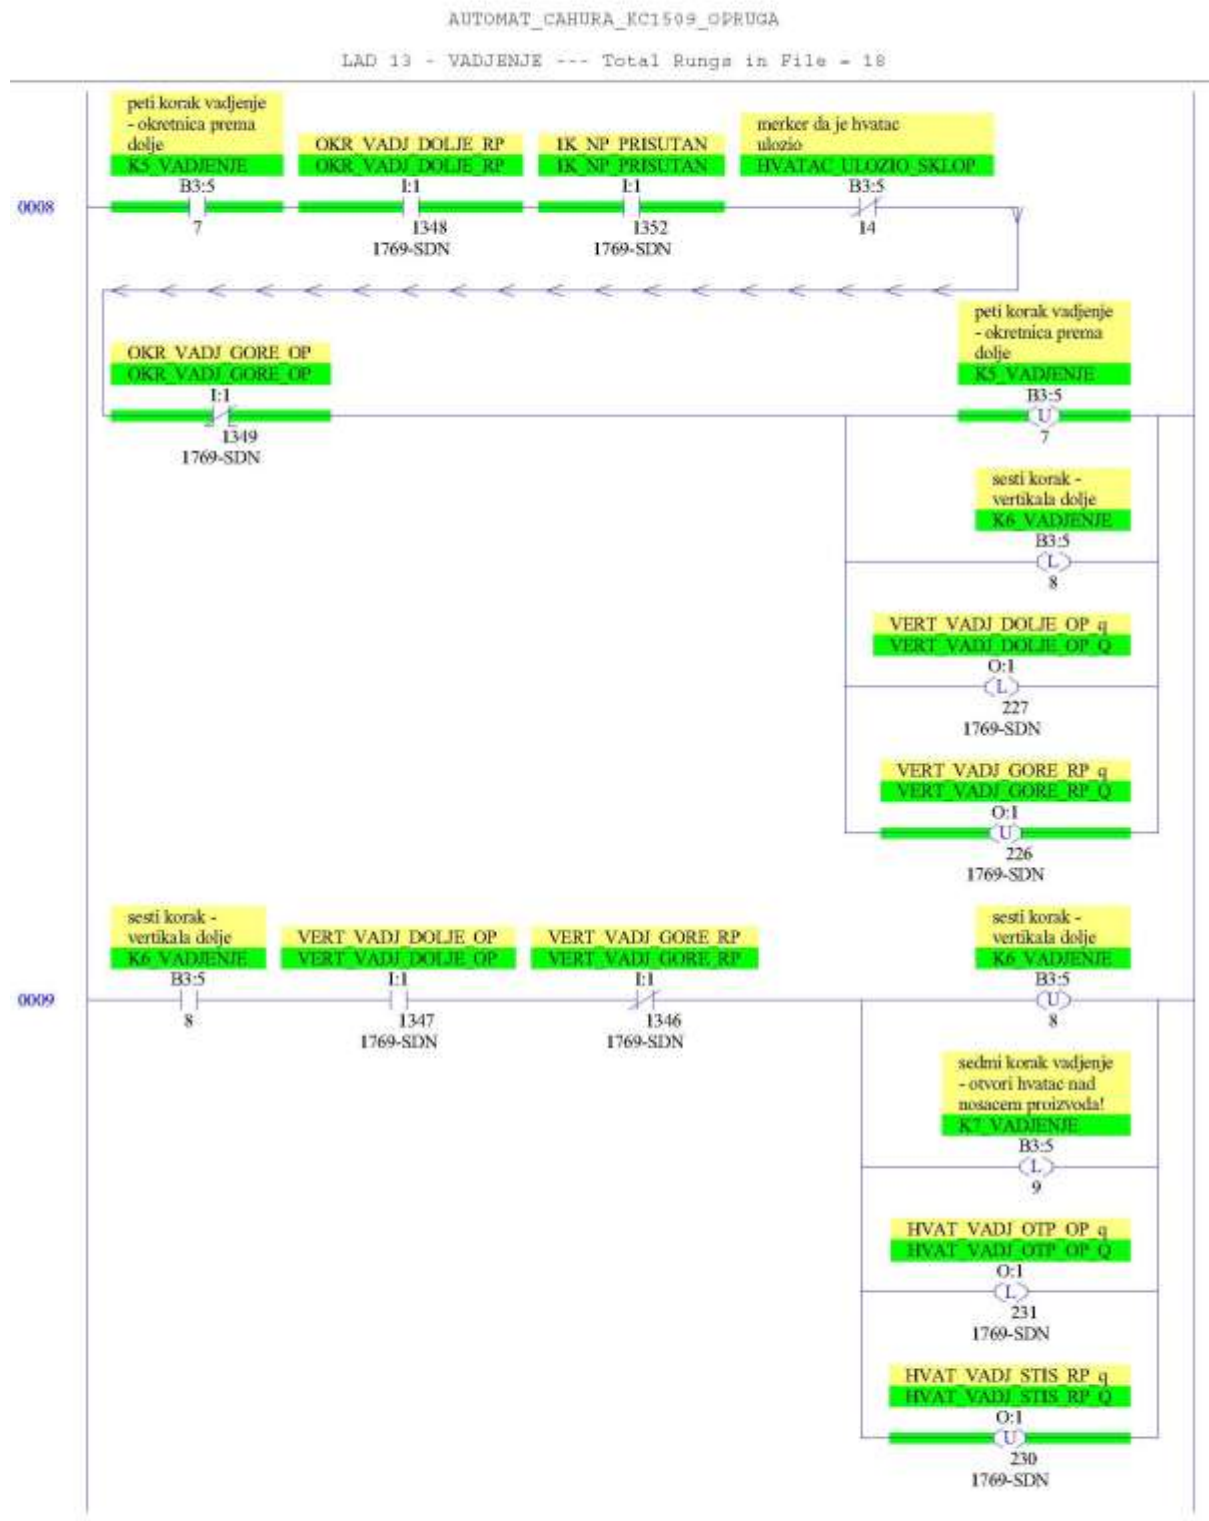 AUTOMAT_CAHURA_KC1509_OPRUGA
LAD 13 - VADJENJE --- Total Rungs in File = 18
peti korak vadjenje
- okretnica prema
dolje
K5_VADJENJE
B3:5
7
OKR_VADJ_DOLJE_RP
OKR_VADJ_DOLJE_RP
I:1
1348
1769-SDN
1K_NP_PRISUTAN
1K_NP_PRISUTAN
I:1
1352
1769-SDN
merker da je hvatac
ulozio
HVATAC_ULOZIO_SKLOP
B3:5
14
0008
OKR_VADJ_GORE_OP
OKR_VADJ_GORE_OP
I:1
1349
1769-SDN
peti korak vadjenje
- okretnica prema
dolje
K5_VADJENJE
B3:5
U
7
sesti korak -
vertikala dolje
K6_VADJENJE
B3:5
L
8
VERT_VADJ_DOLJE_OP_q
VERT_VADJ_DOLJE_OP_Q
O:1
L
227
1769-SDN
VERT_VADJ_GORE_RP_q
VERT_VADJ_GORE_RP_Q
O:1
U
226
1769-SDN
sesti korak -
vertikala dolje
K6_VADJENJE
B3:5
8
VERT_VADJ_DOLJE_OP
VERT_VADJ_DOLJE_OP
I:1
1347
1769-SDN
VERT_VADJ_GORE_RP
VERT_VADJ_GORE_RP
I:1
1346
1769-SDN
0009
sesti korak -
vertikala dolje
K6_VADJENJE
B3:5
U
8
sedmi korak vadjenje
- otvori hvatac nad
nosacem proizvoda!
K7_VADJENJE
B3:5
L
9
HVAT_VADJ_OTP_OP_q
HVAT_VADJ_OTP_OP_Q
O:1
L
231
1769-SDN
HVAT_VADJ_STIS_RP_q
HVAT_VADJ_STIS_RP_Q
O:1
U
230
1769-SDN